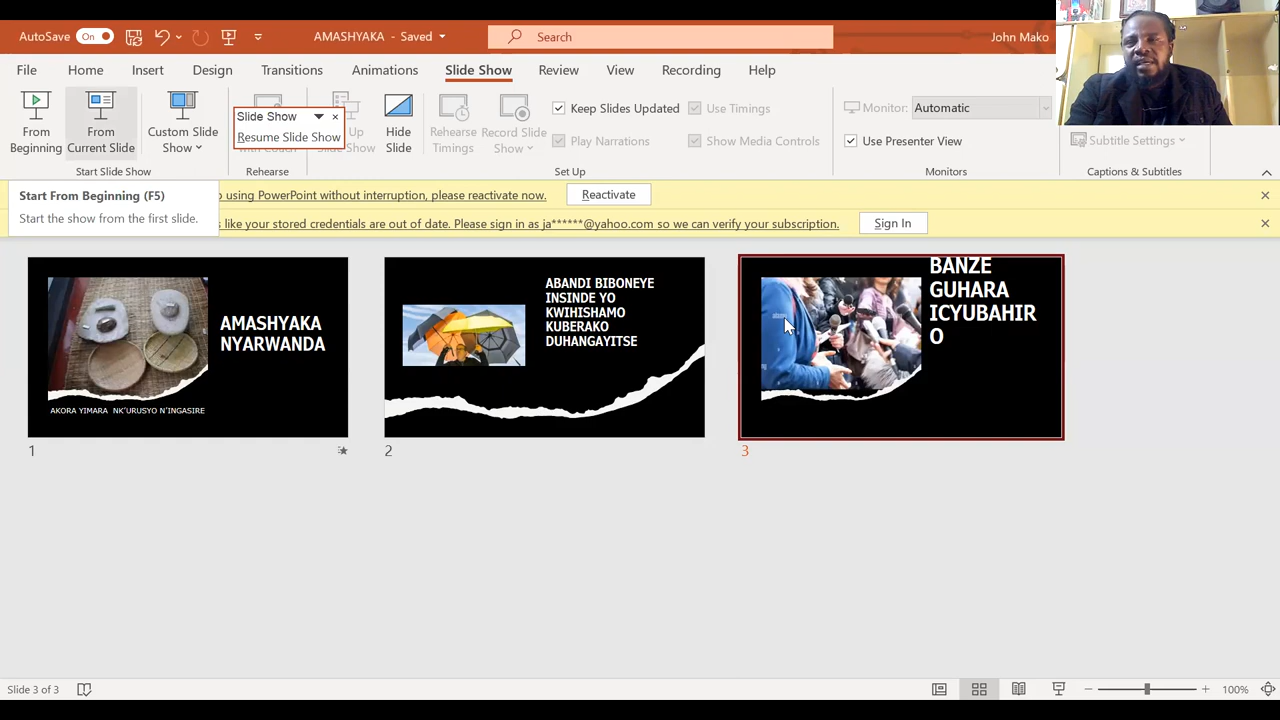 AutoSave On AMASHYAKA - Saved Search John Mako
File Home Insert Design Transitions Animations Slide Show Review View Recording Help
From Beginning
From Current Slide
Custom Slide Show
Slide Show ×
Resume Slide Show
with Coach
Up
Slide Show
Hide Slide
Rehearse Timings
Record Slide Show
Keep Slides Updated
Play Narrations
Use Timings
Show Media Controls
Monitor: Automatic
Use Presenter View
Subtitle Settings
Start Slide Show Rehearse Set Up Monitors Captions & Subtitles
Start From Beginning (F5)
Start the show from the first slide.
using PowerPoint without interruption, please reactivate now. Reactivate
like your stored credentials are out of date. Please sign in as ja******@yahoo.com so we can verify your subscription. Sign In
AMASHYAKA
NYARWANDA
AKORA YIMARA NK'URUSYO N'INGASIRE
1
ABANDI BIBONEYE
INSINDE YO
KWIHISHAMO
KUBERAKO
DUHANGAYITSE
2
BANZE
GUHARA
ICYUBAHIR
O
3
Slide 3 of 3 100%